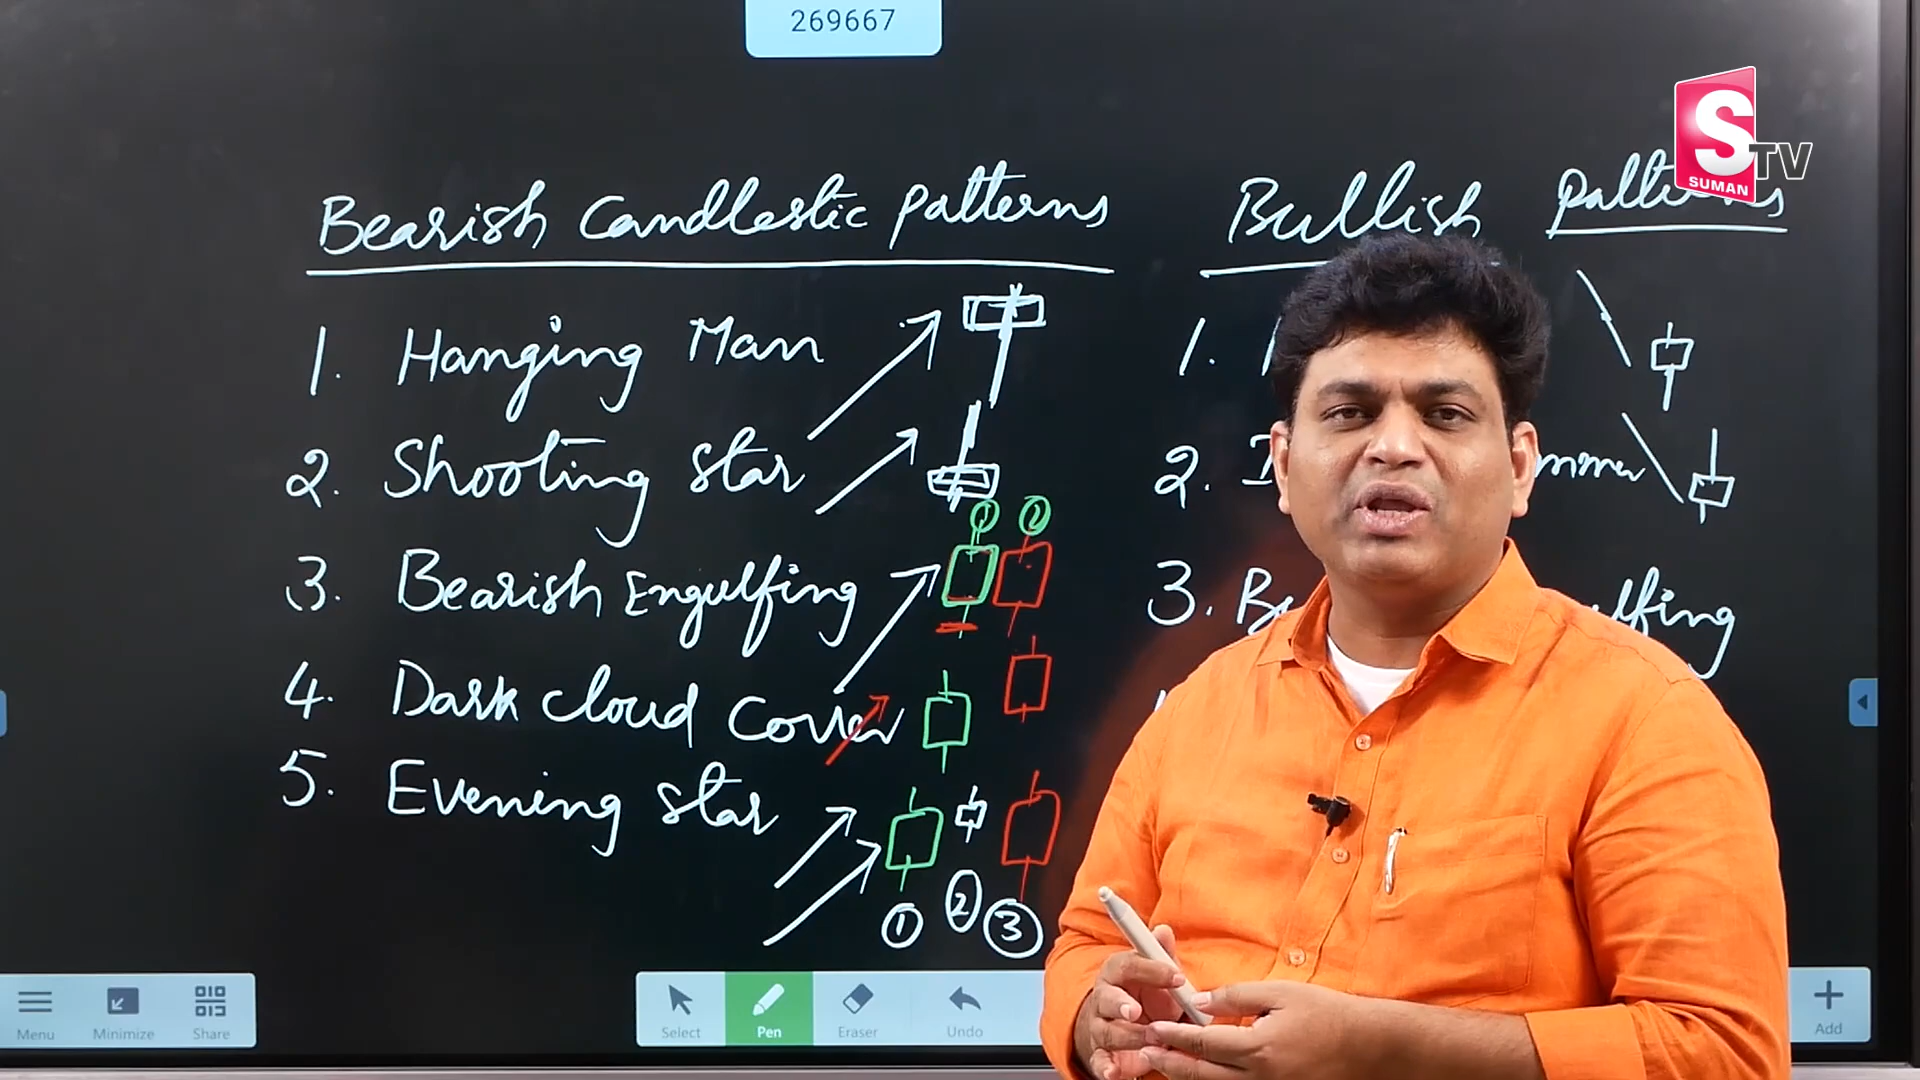 269667
S TV
SUMAN
Bearish Candlestic Patterns
1. Hanging Man
2. Shooting Star
3. Bearish Engulfing
4. Dark Cloud Cover
5. Evening Star
1 2
1 2 3
Bullish Patterns
1.
2.
3.
Menu Minimize Share Select Pen Eraser Undo Add